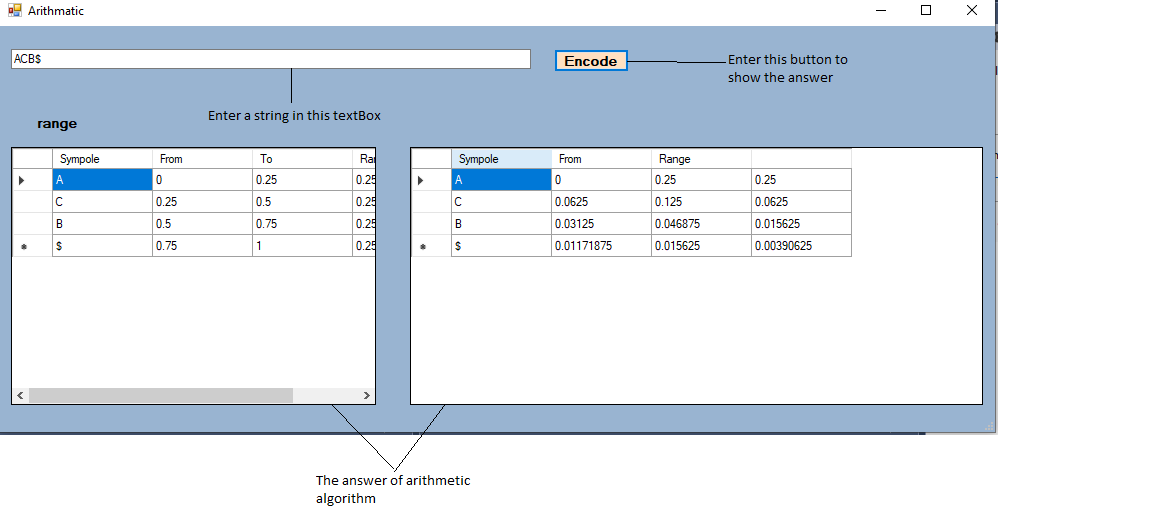 Arithmatic
ACB$
Encode
Enter this button to
show the answer
Enter a string in this textBox
range
Sympole From To Ra
A 0 0.25 0.25
C 0.25 0.5 0.25
B 0.5 0.75 0.25
$ 0.75 1 0.25
Sympole From Range
A 0 0.25 0.25
C 0.0625 0.125 0.0625
B 0.03125 0.046875 0.015625
$ 0.01171875 0.015625 0.00390625
The answer of arithmetic
algorithm